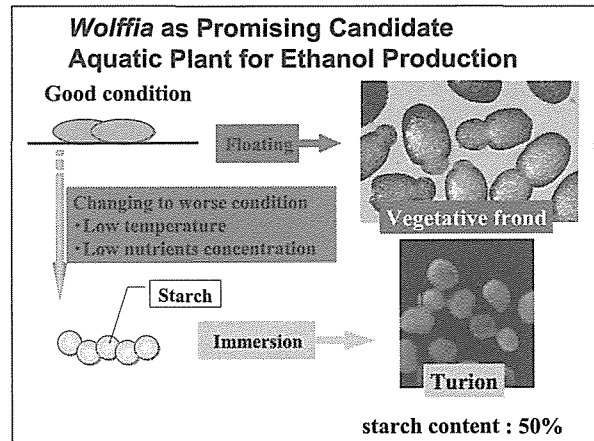 Wolffia as Promising Candidate
Aquatic Plant for Ethanol Production
Good condition
Floating
Vegetative frond
Changing to worse condition
・Low temperature
・Low nutrients concentration
Starch
Immersion
Turion
starch content : 50%